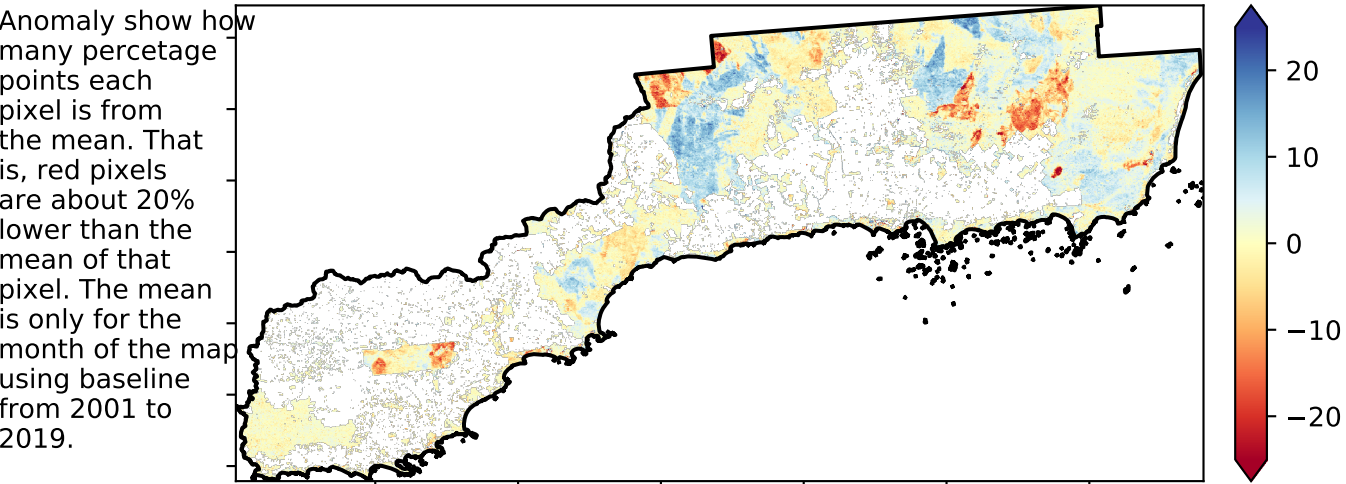 Anomaly show how
many percetage
points each
pixel is from
the mean. That
is, red pixels
are about 20%
lower than the
mean of that
pixel. The mean
is only for the
month of the map
using baseline
from 2001 to
2019.
20
10
0
−10
−20